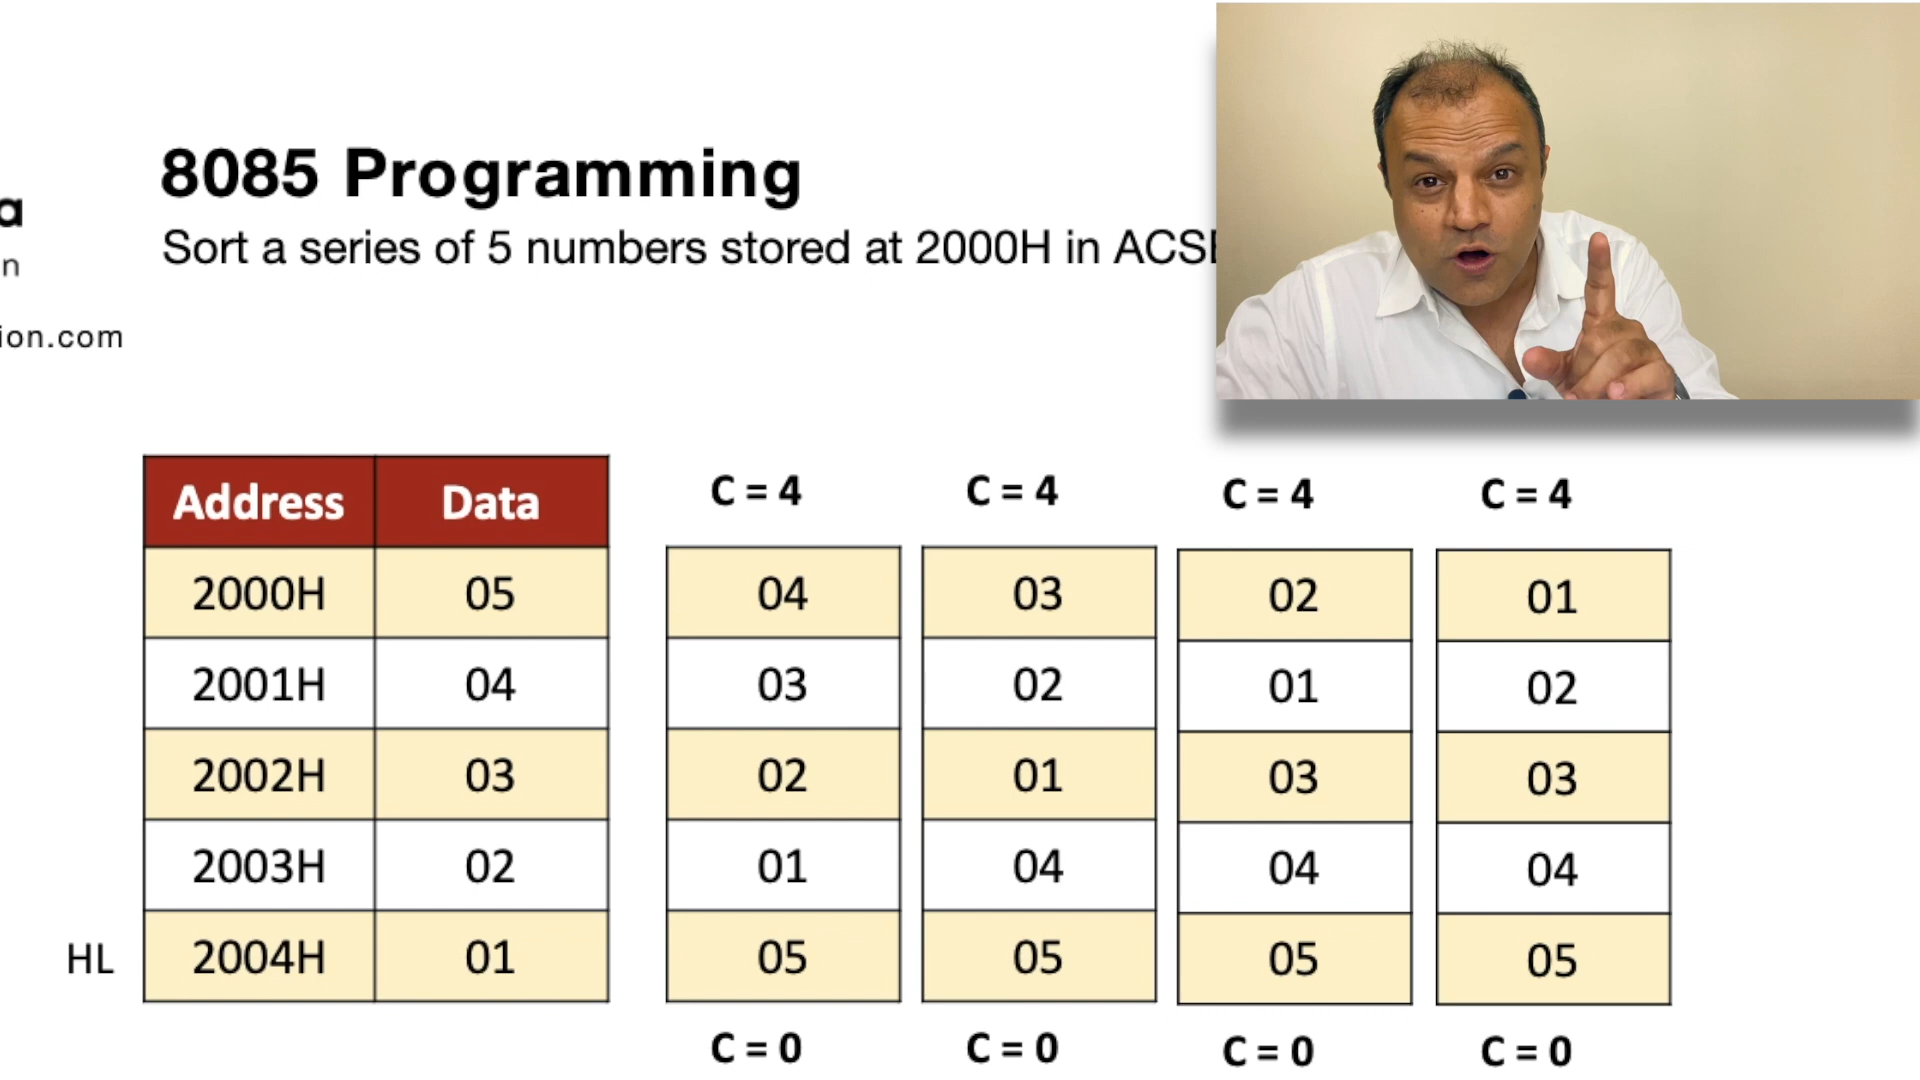 8085 Programming
a
Sort a series of 5 numbers stored at 2000H in
n
ion.com
C = 4 C = 4 C = 4 C = 4
Address Data
2000H 05 04 03 02 01
2001H 04 03 02 01 02
2002H 03 02 01 03 03
2003H 02 01 04 04 04
HL 2004H 01 05 05 05 05
C = 0 C = 0 C = 0 C = 0